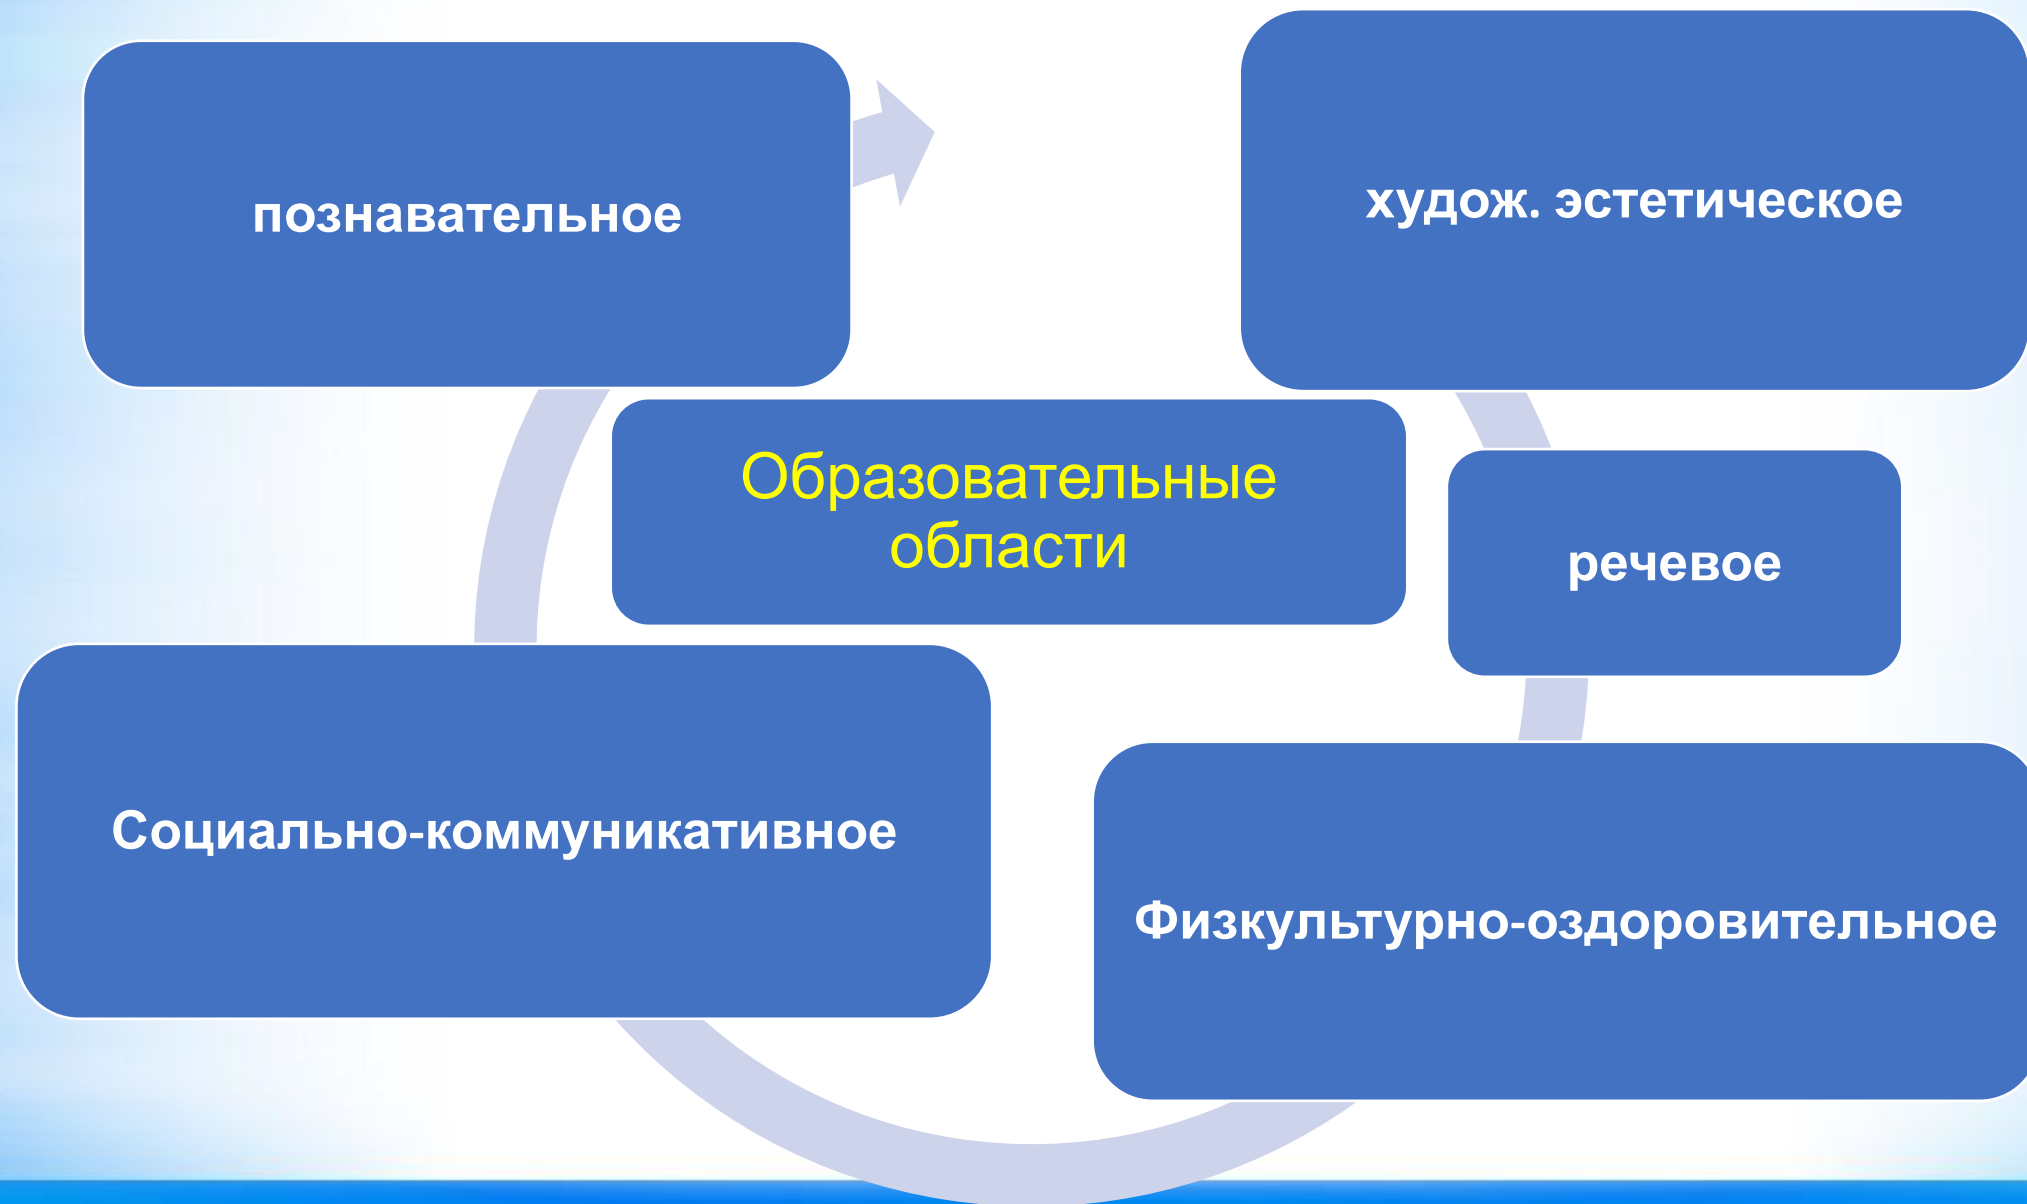 познавательное
худож. эстетическое
Образовательные
области
речевое
Социально-коммуникативное
Физкультурно-оздоровительное